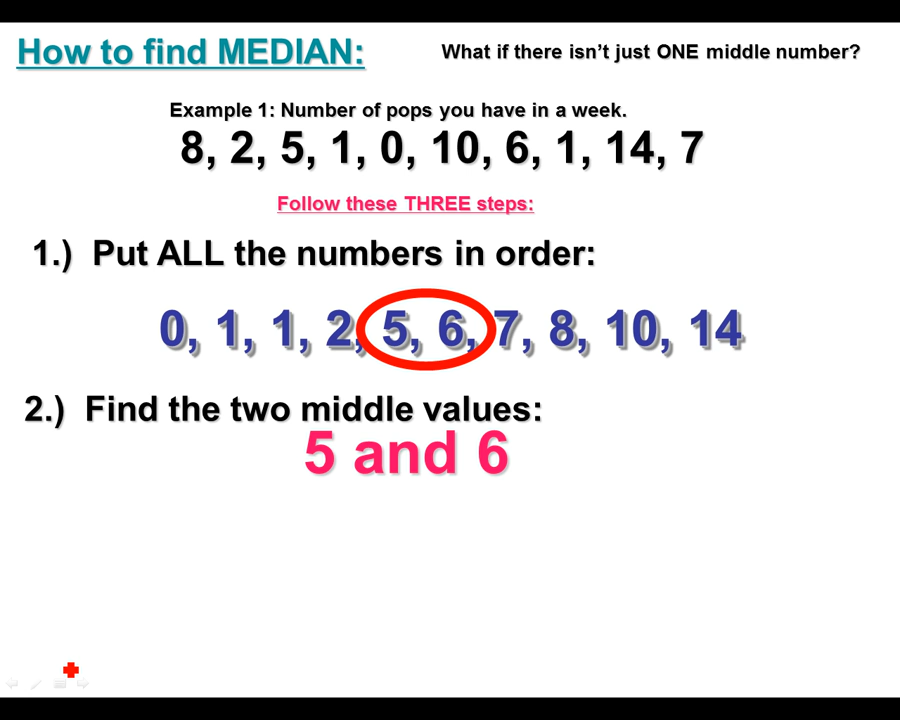 How to find MEDIAN:
What if there isn't just ONE middle number?
Example 1: Number of pops you have in a week.
8, 2, 5, 1, 0, 10, 6, 1, 14, 7
Follow these THREE steps:
1.) Put ALL the numbers in order:
0, 1, 1, 2, 5, 6, 7, 8, 10, 14
2.) Find the two middle values:
5 and 6